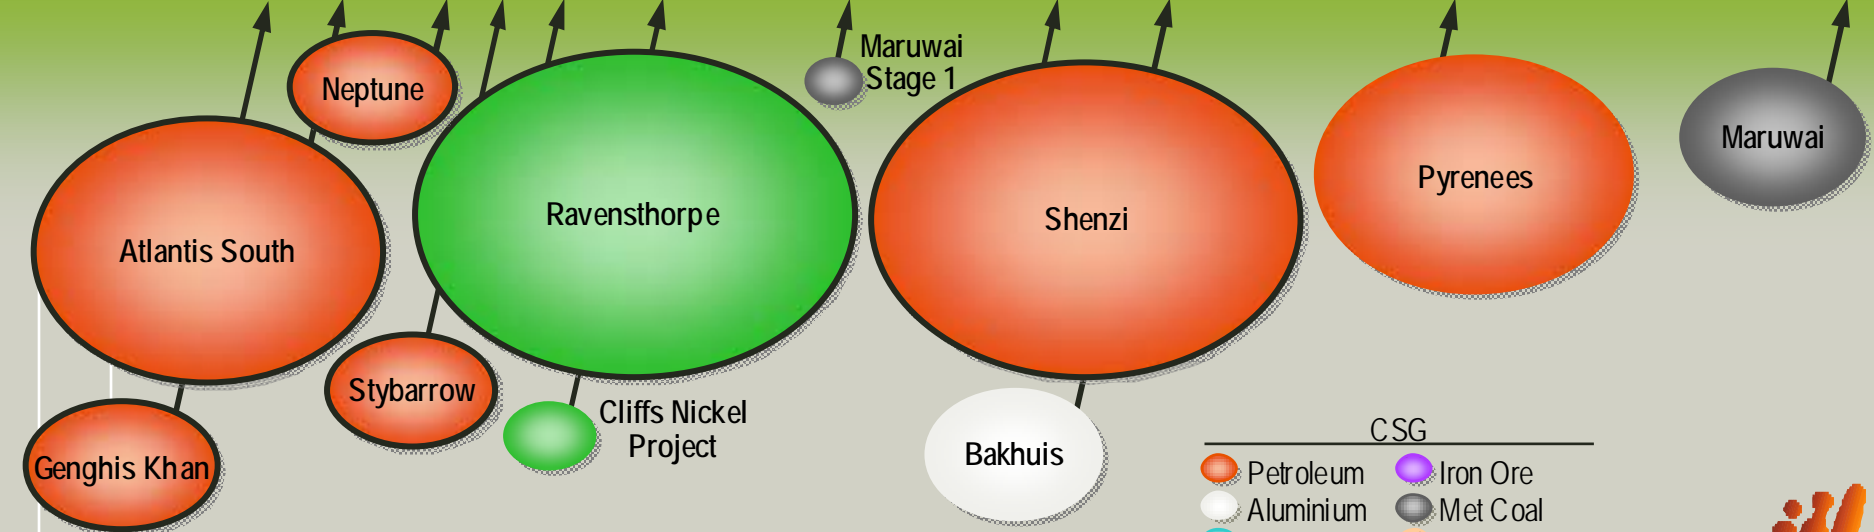 Neptune
Maruwai
Stage 1
Maruwai
Pyrenees
Ravensthorpe
Shenzi
Atlantis South
Stybarrow
Cliffs Nickel
Project
Bakhuis
Genghis Khan
CSG
Petroleum
Iron Ore
Aluminium
Met Coal